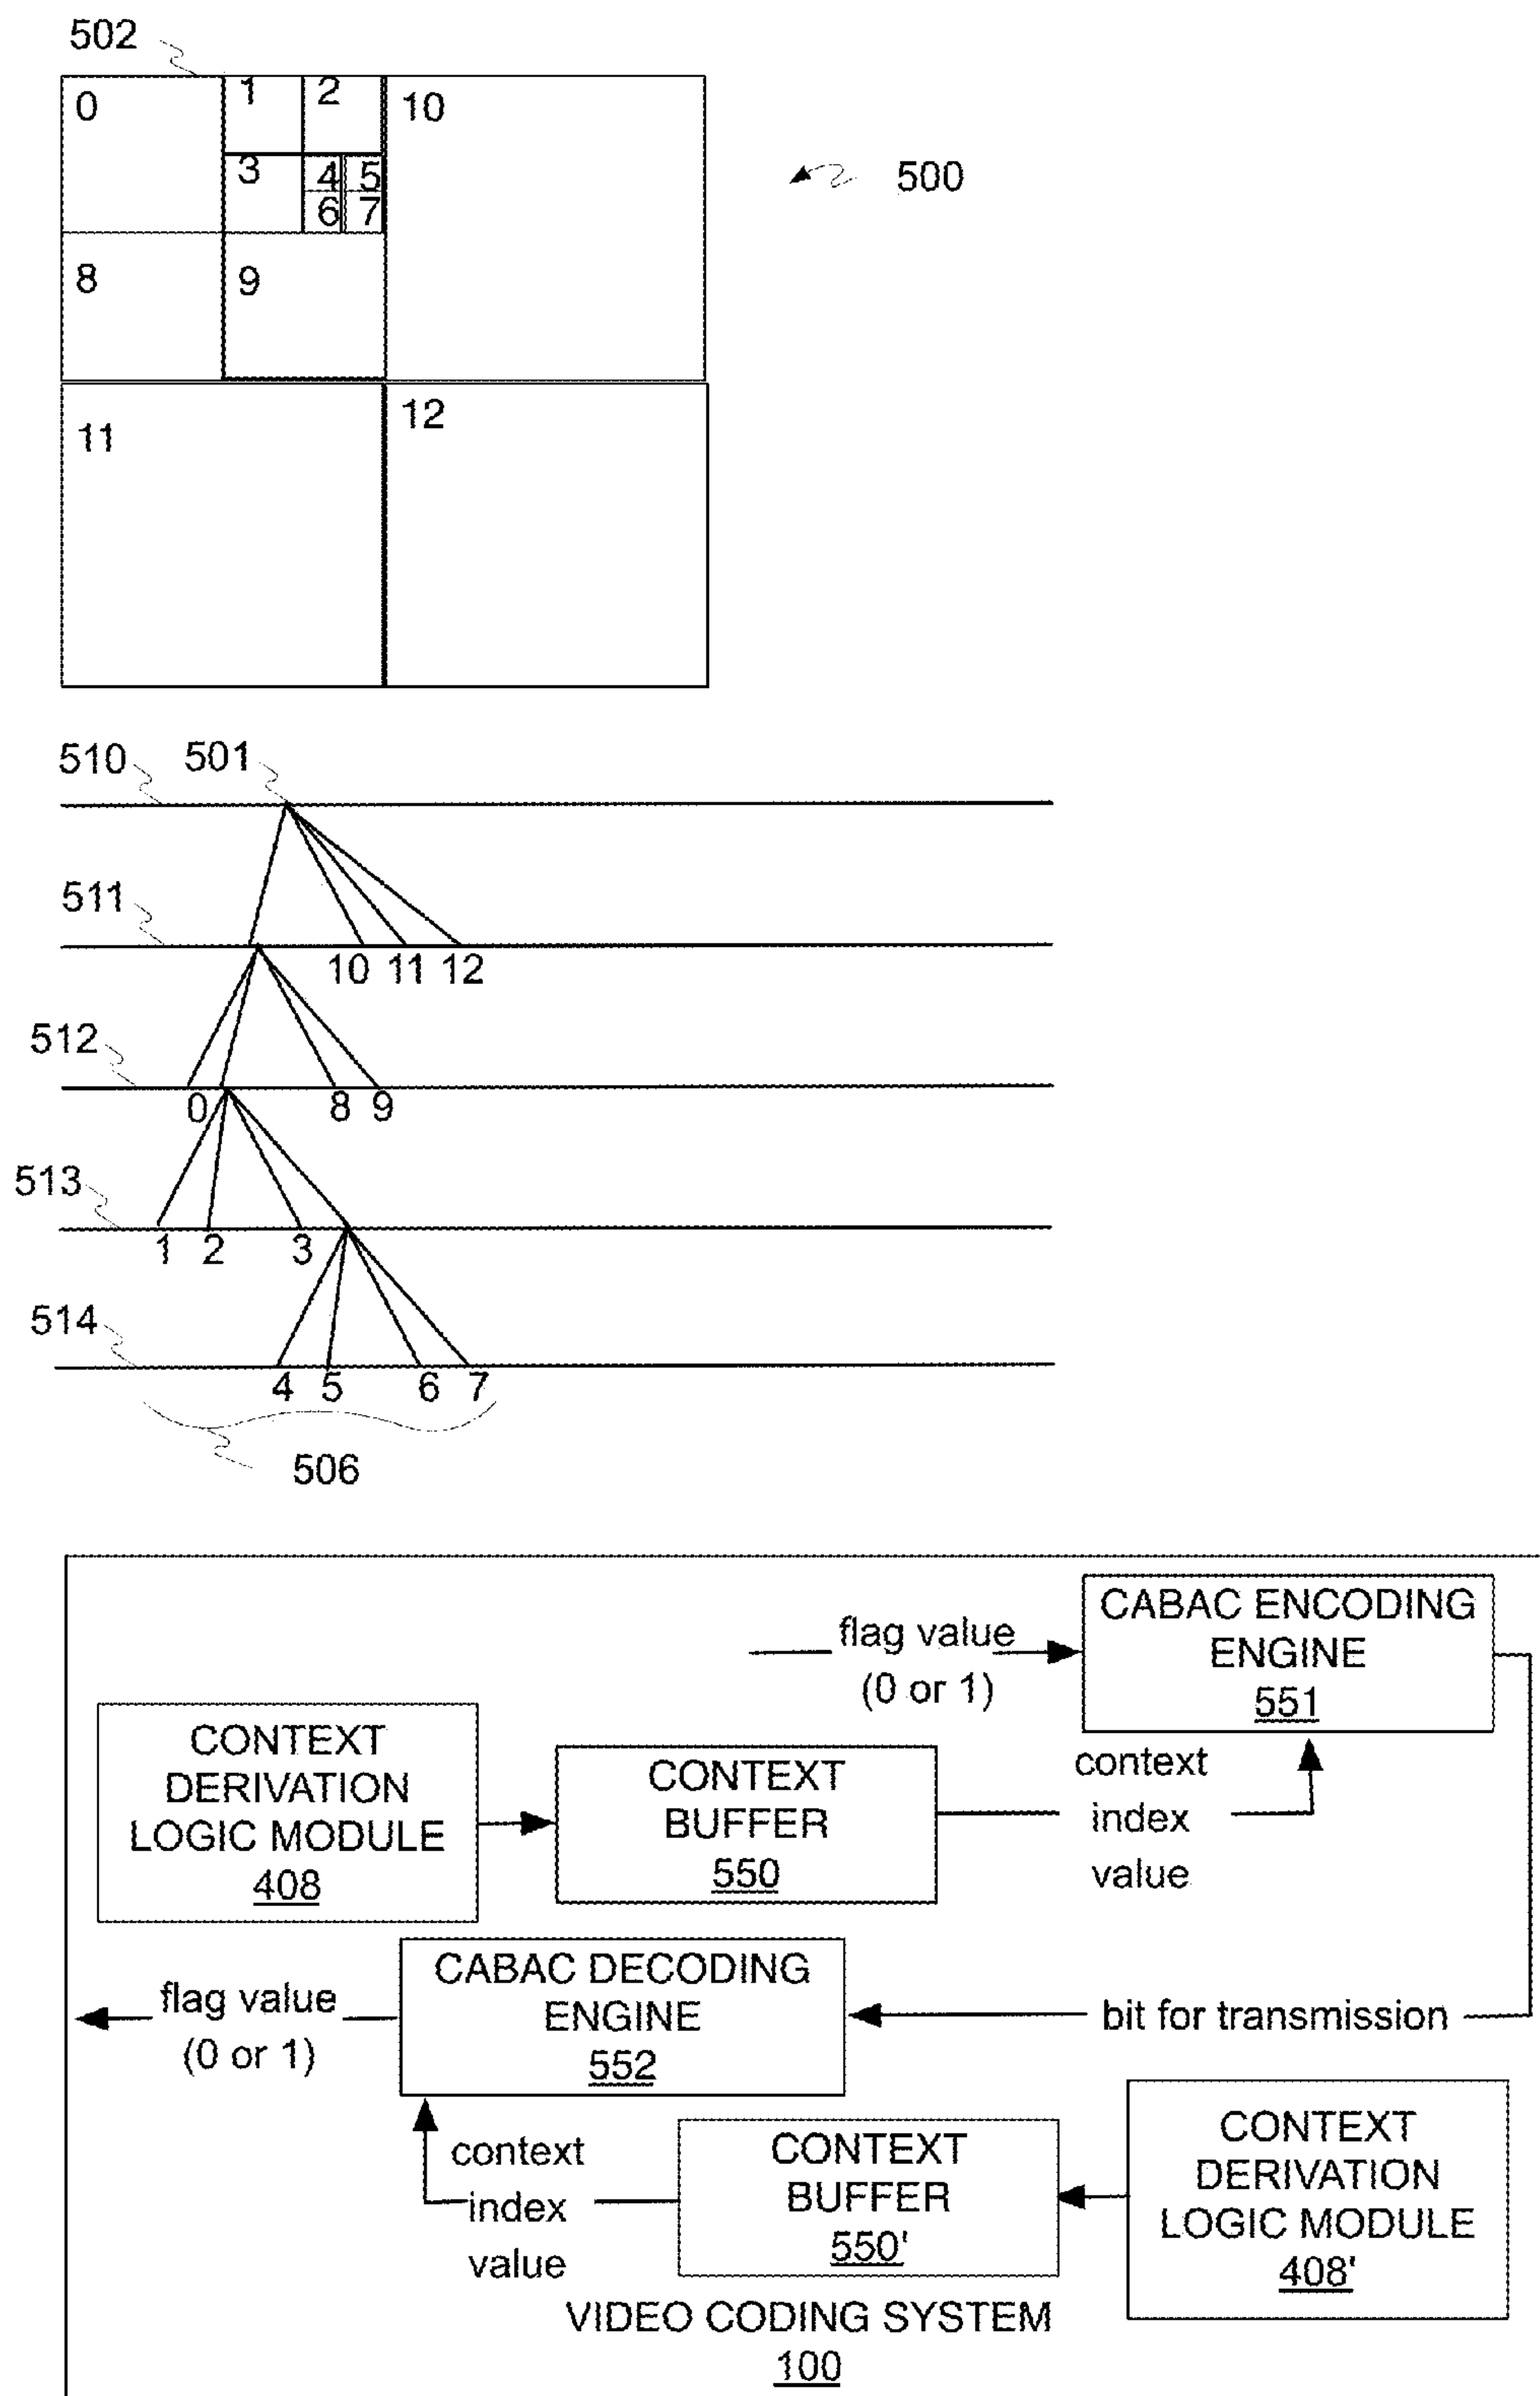 502
0
1
2
10
3
4
5
500
6
7
8
9
11
12
510
501
511
10
11
12
512
0
8
9
513
1
2
3
514
4
5
6
7
506
flag value
(0 or 1)
CABAC ENCODING
ENGINE
551
CONTEXT
DERIVATION
LOGIC MODULE
408
CONTEXT
BUFFER
550
context
index
value
CABAC DECODING
ENGINE
552
flag value
(0 or 1)
bit for transmission
context
index
value
CONTEXT
BUFFER
550'
CONTEXT
DERIVATION
LOGIC MODULE
408'
VIDEO CODING SYSTEM
100